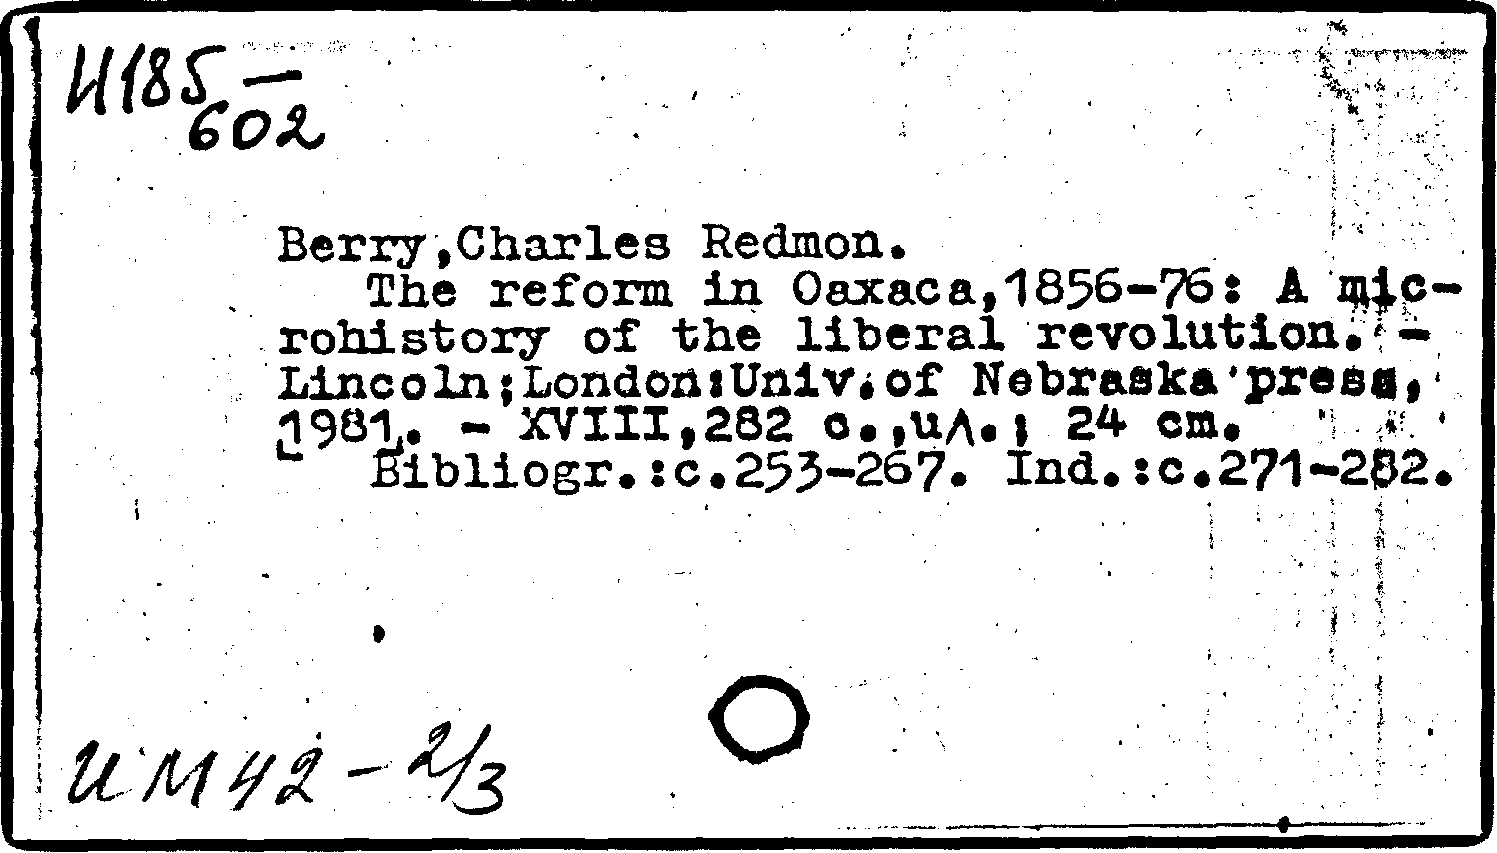 И185-
602
Berry,Charles Redmon.
The reform in Oaxaca,1856-76: A mic-
rohistory of the liberal revolution. -
Lincoln;London:Univ.of Nebraska press,
[1981]. - XVIII,282 с.,ил.; 24 cm.
Bibliogr.:c.253-267. Ind.:c.271-282.
И М42-2/3